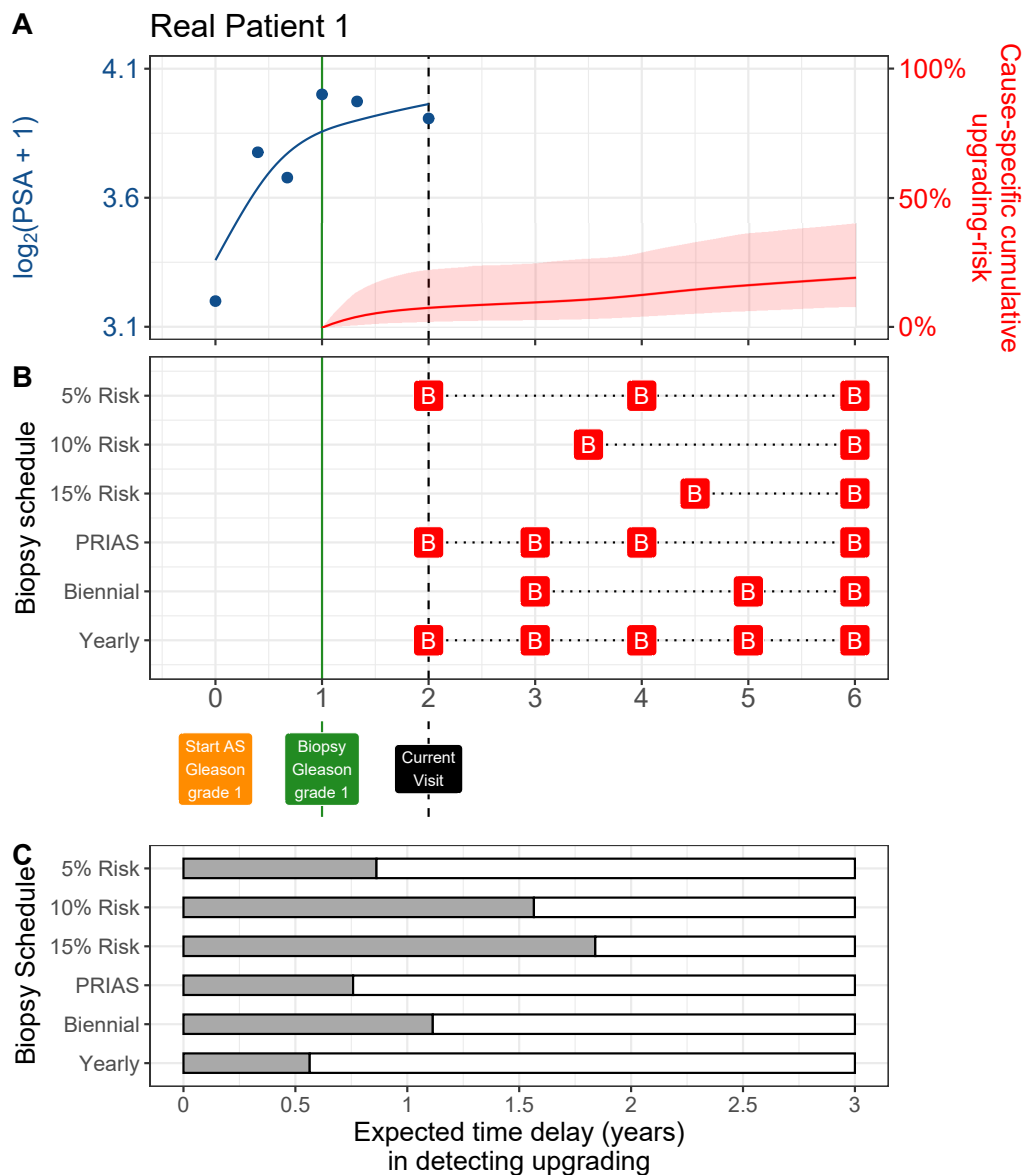 A
Real Patient 1
4.1
3.6
3.1
log₂(PSA + 1)
100%
50%
0%
Cause-specific cumulative
upgrading-risk
B
Biopsy schedule
5% Risk B B B
10% Risk B B
15% Risk B B
PRIAS B B B B
Biennial B B B
Yearly B B B B B
0 1 2 3 4 5 6
Start AS
Gleason
grade 1
Biopsy
Gleason
grade 1
Current
Visit
C
Biopsy Schedule
5% Risk
10% Risk
15% Risk
PRIAS
Biennial
Yearly
0 0.5 1 1.5 2 2.5 3
Expected time delay (years)
in detecting upgrading